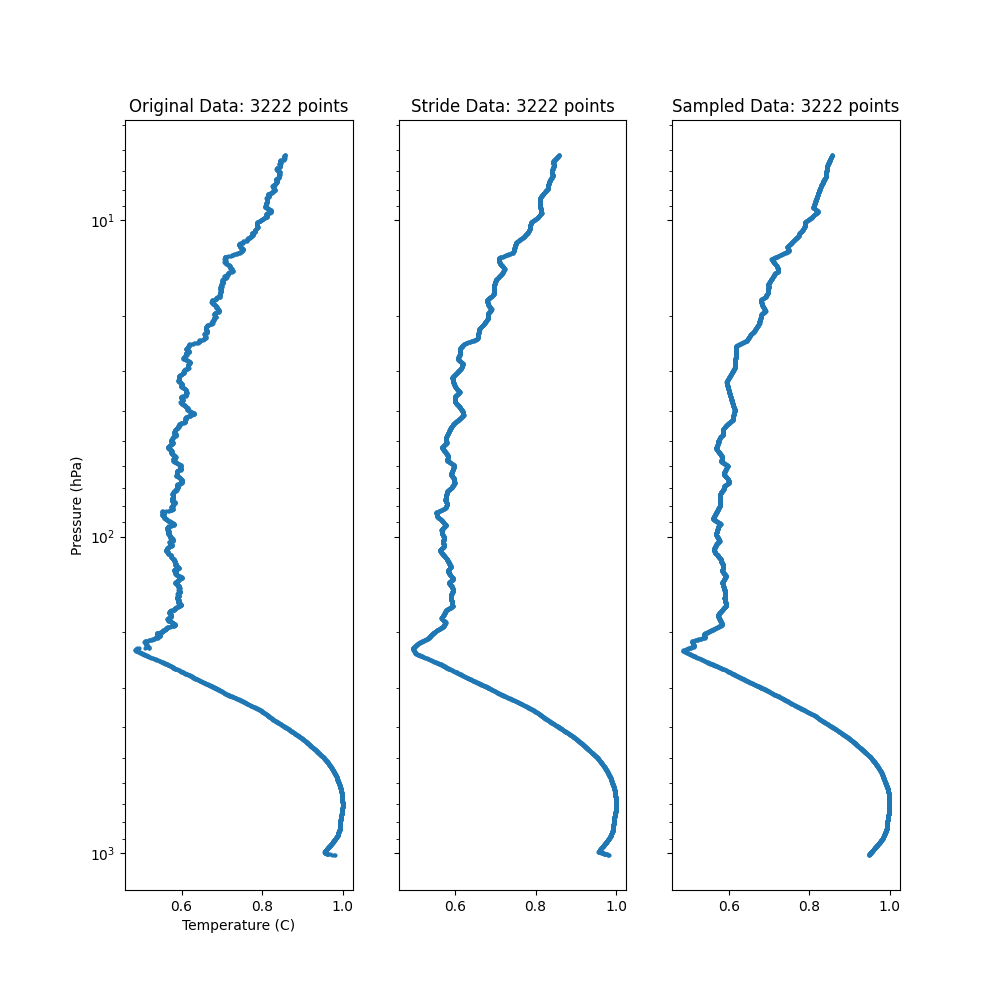 Original Data: 3222 points
Stride Data: 3222 points
Sampled Data: 3222 points
10¹
10²
10³
Pressure (hPa)
0.6 0.8 1.0
0.6 0.8 1.0
0.6 0.8 1.0
Temperature (C)